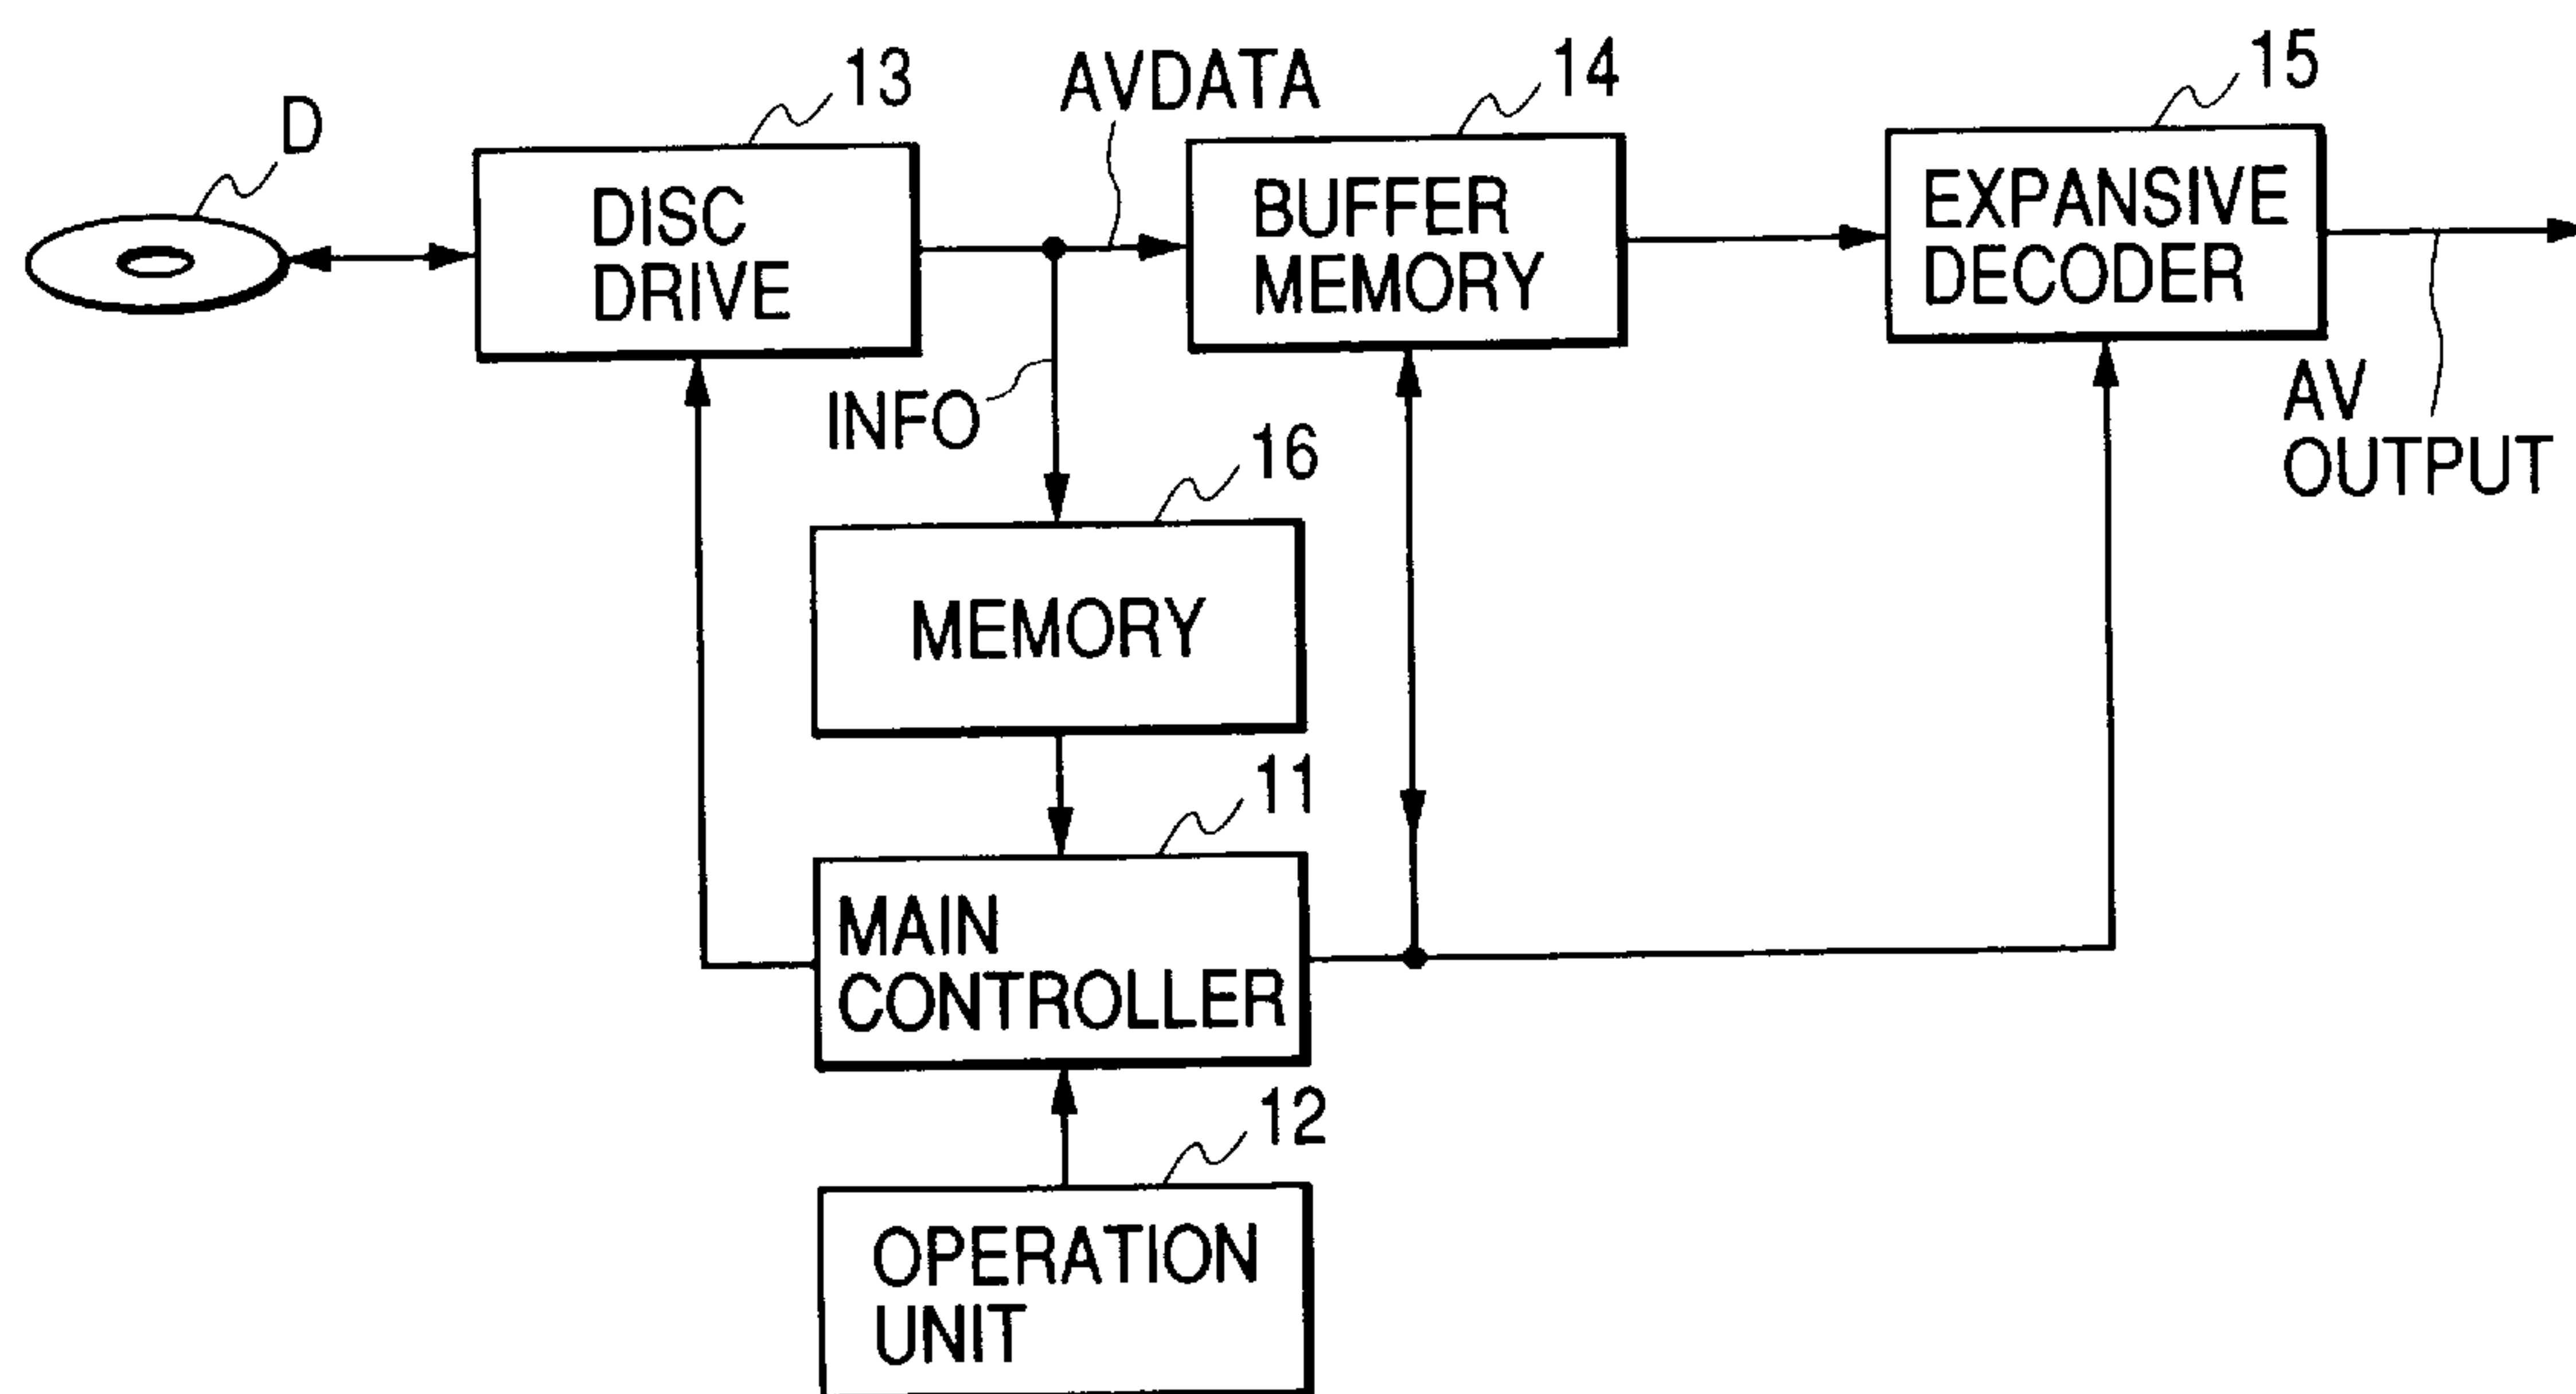 D
13
DISC
DRIVE
AVDATA
14
BUFFER
MEMORY
15
EXPANSIVE
DECODER
AV
OUTPUT
INFO
16
MEMORY
11
MAIN
CONTROLLER
12
OPERATION
UNIT